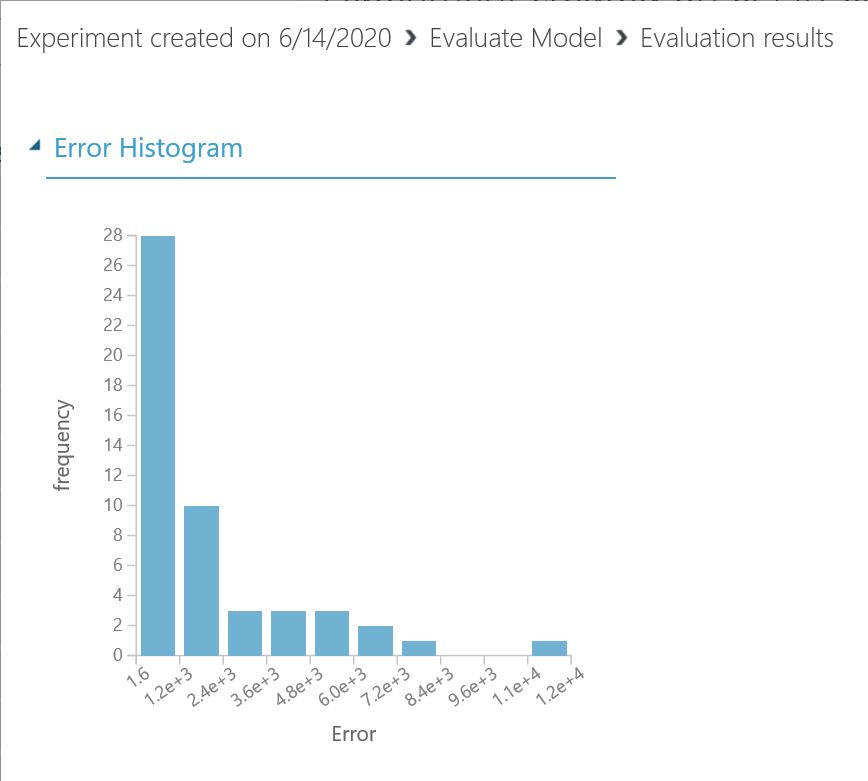 Experiment created on 6/14/2020 › Evaluate Model › Evaluation results
Error Histogram
28
26
24
22
20
18
16
14
12
10
8
6
4
2
0
frequency
1.6
1.2e+3
2.4e+3
3.6e+3
4.8e+3
6.0e+3
7.2e+3
8.4e+3
9.6e+3
1.1e+4
1.2e+4
Error